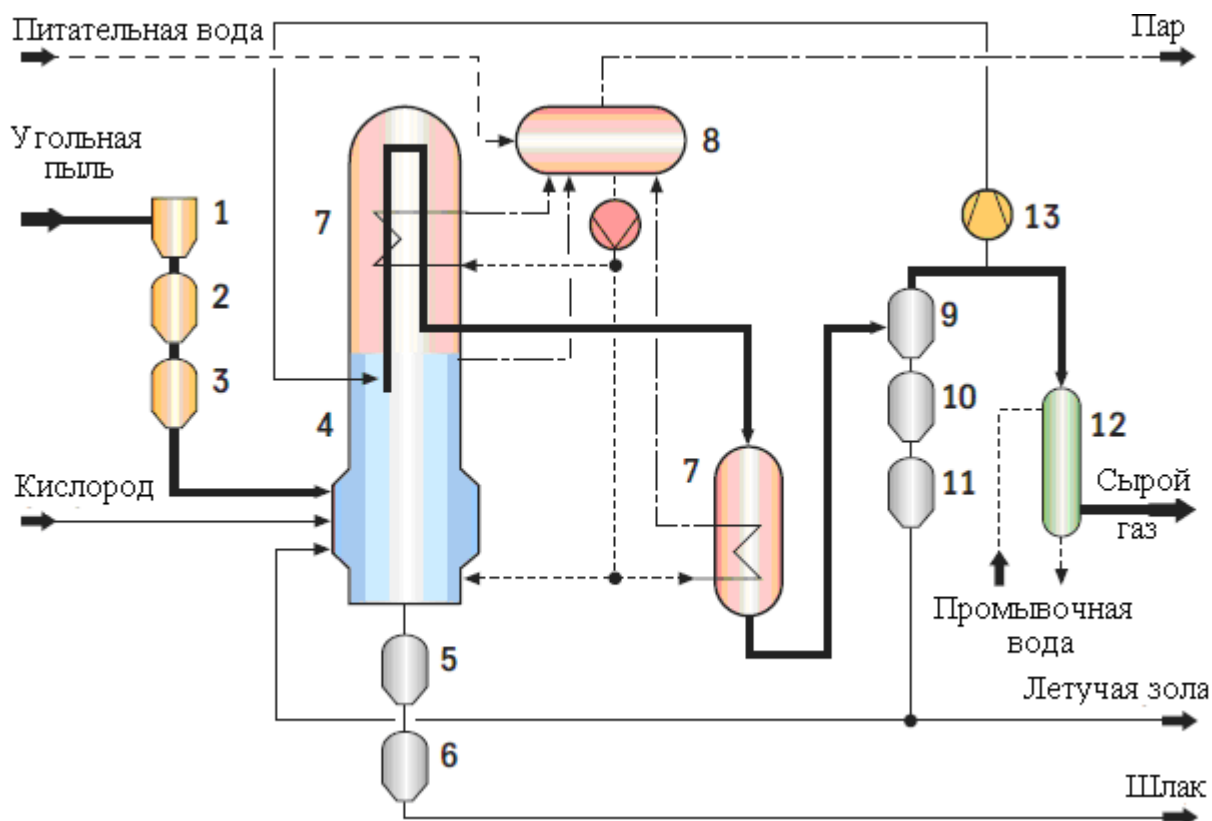 Питательная вода
Пар
Угольная
пыль
8
1
7
13
2
9
3
10
4
12
7
Кислород
11
Сырой
газ
Промывочная
вода
5
Летучая зола
6
Шлак